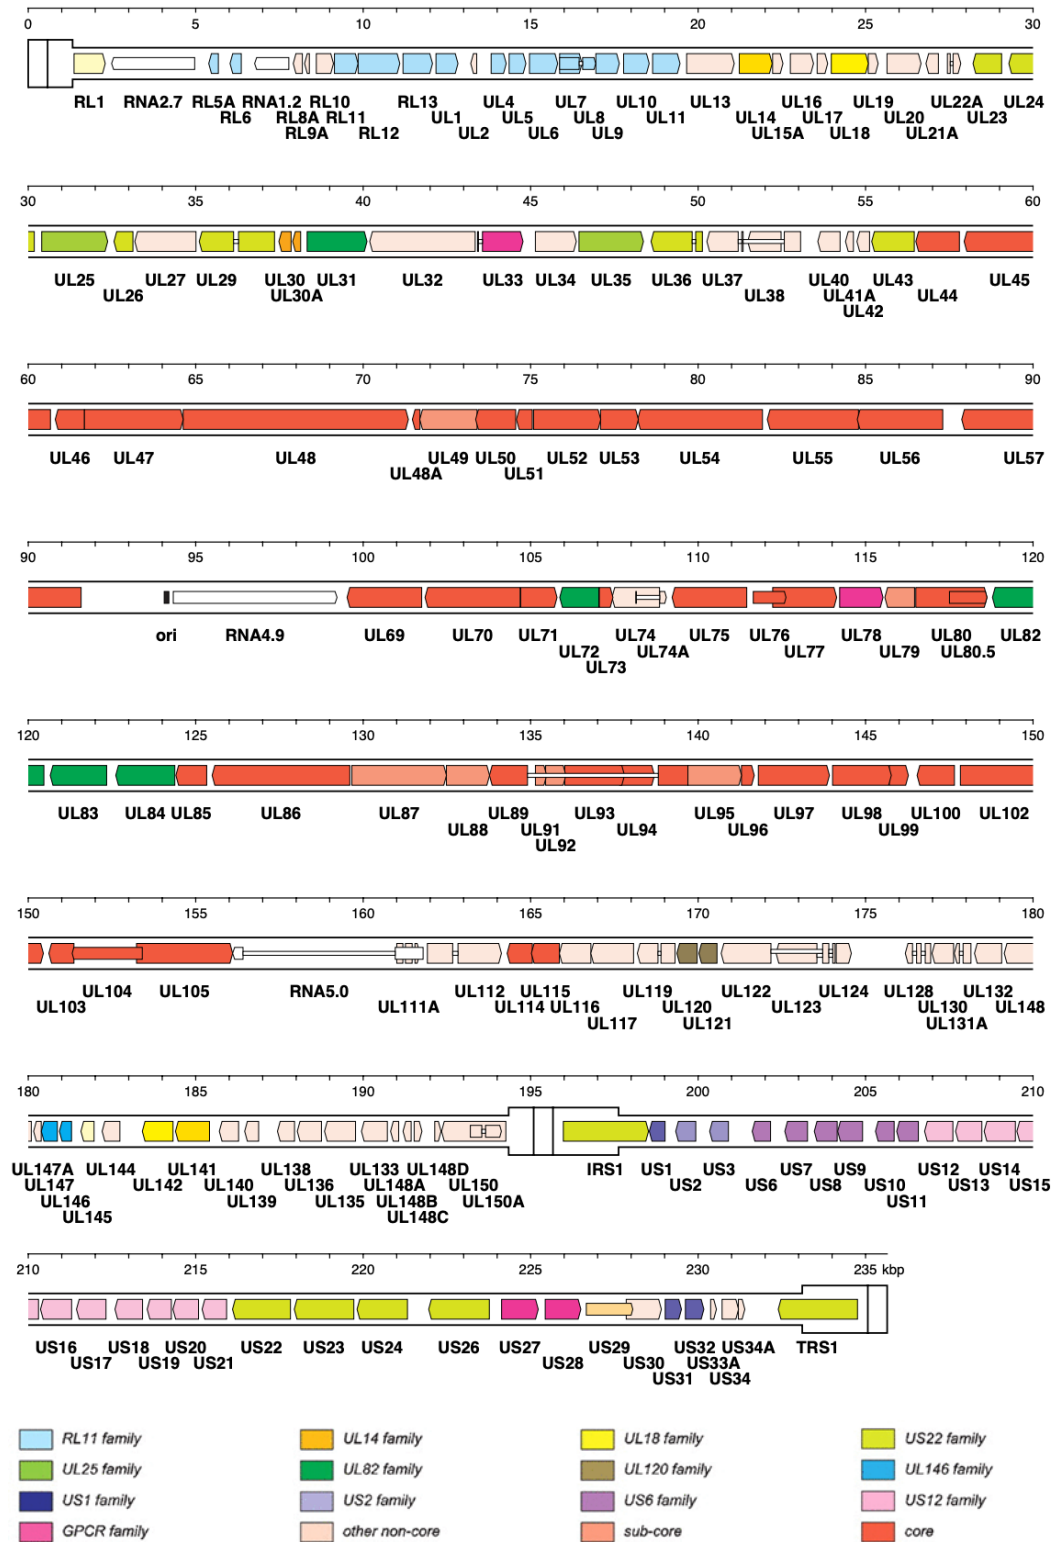 0 5 10 15 20 25 30
RL1 RNA2.7 RL5A RNA1.2 RL10 RL13 UL4 UL7 UL10 UL13 UL16 UL19 UL22A UL24
RL6 RL8A RL11 UL1 UL5 UL8 UL11 UL14 UL17 UL20 UL23
RL9A RL12 UL2 UL6 UL9 UL15A UL18 UL21A
30 35 40 45 50 55 60
UL25 UL27 UL29 UL30 UL31 UL32 UL33 UL34 UL35 UL36 UL37 UL40 UL43 UL45
UL26 UL30A UL38 UL41A UL44
UL42
60 65 70 75 80 85 90
UL46 UL47 UL48 UL49 UL50 UL52 UL53 UL54 UL55 UL56 UL57
UL48A UL51
90 95 100 105 110 115 120
ori RNA4.9 UL69 UL70 UL71 UL74 UL75 UL76 UL78 UL80 UL82
UL72 UL74A UL77 UL79 UL80.5
UL73
120 125 130 135 140 145 150
UL83 UL84 UL85 UL86 UL87 UL89 UL93 UL95 UL97 UL98 UL100 UL102
UL88 UL91 UL94 UL96 UL99
UL92
150 155 160 165 170 175 180
UL104 UL105 RNA5.0 UL112 UL115 UL119 UL122 UL124 UL128 UL132
UL103 UL111A UL114 UL116 UL120 UL123 UL130 UL148
UL117 UL121 UL131A
180 185 190 195 200 205 210
UL147A UL144 UL141 UL138 UL133 UL148D IRS1 US1 US3 US7 US9 US12 US14
UL147 UL142 UL140 UL136 UL148A UL150 US2 US6 US8 US10 US13 US15
UL146 UL139 UL135 UL148B UL150A US11
UL145 UL148C
210 215 220 225 230 235 kbp
US16 US18 US20 US22 US23 US24 US26 US27 US29 US32 US34A TRS1
US17 US19 US21 US28 US30 US33A
US31 US34
RL11 family UL14 family UL18 family US22 family
UL25 family UL82 family UL120 family UL146 family
US1 family US2 family US6 family US12 family
GPCR family other non-core sub-core core